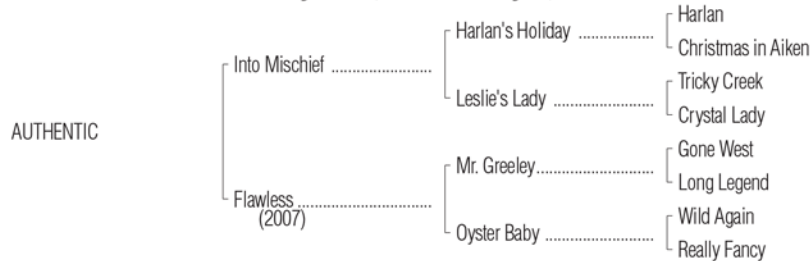 Harlan
Harlan's Holiday ..................
Christmas in Aiken
Into Mischief ........................
Tricky Creek
Leslie's Lady ........................
Crystal Lady
AUTHENTIC
Gone West
Mr. Greeley............................
Long Legend
Flawless ................................
(2007)
Wild Again
Oyster Baby ..........................
Really Fancy